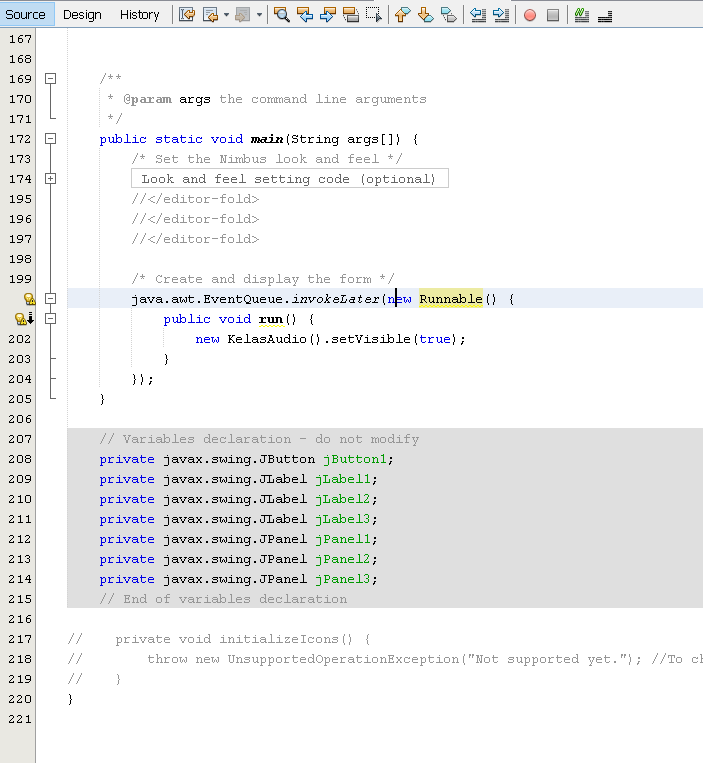 Source Design History
167
168
169 /**
170 * @param args the command line arguments
171 */
172 public static void main(String args[]) {
173 /* Set the Nimbus look and feel */
174 Look and feel setting code (optional)
195 //</editor-fold>
196 //</editor-fold>
197 //</editor-fold>
198
199 /* Create and display the form */
java.awt.EventQueue.invokeLater(new Runnable() {
public void run() {
202 new KelasAudio().setVisible(true);
203 }
204 });
205 }
206
207 // Variables declaration - do not modify
208 private javax.swing.JButton jButton1;
209 private javax.swing.JLabel jLabel1;
210 private javax.swing.JLabel jLabel2;
211 private javax.swing.JLabel jLabel3;
212 private javax.swing.JPanel jPanel1;
213 private javax.swing.JPanel jPanel2;
214 private javax.swing.JPanel jPanel3;
215 // End of variables declaration
216
217 // private void initializeIcons() {
218 // throw new UnsupportedOperationException("Not supported yet."); //To ch
219 // }
220 }
221